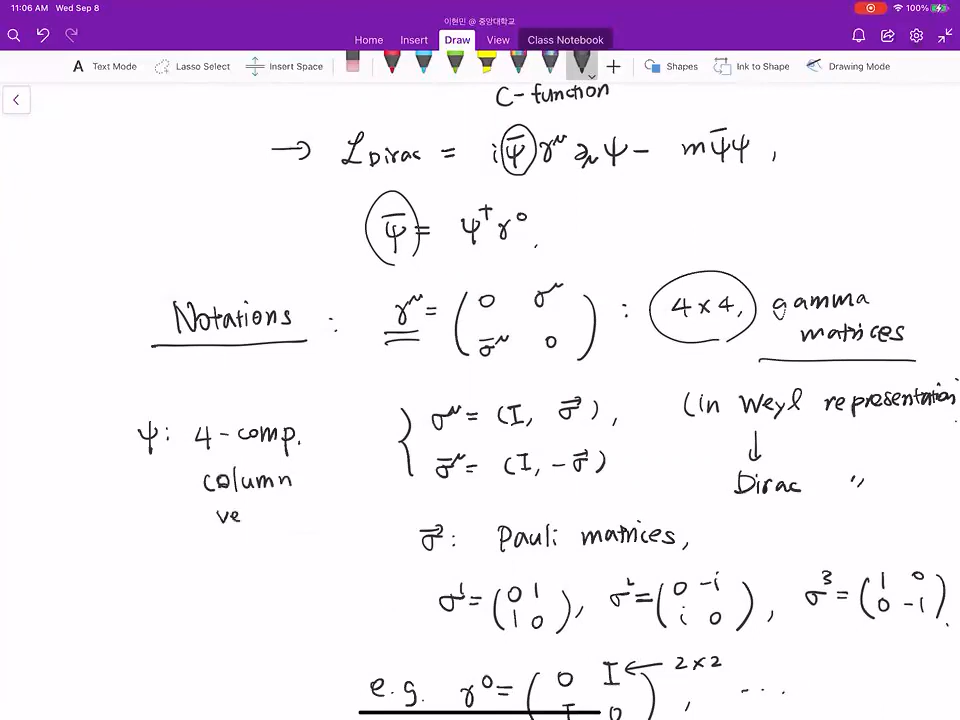 11:06 AM Wed Sep 8
100%
이현민 @ 중앙대학교
Home Insert Draw View Class Notebook
Text Mode Lasso Select Insert Space Shapes Ink to Shape Drawing Mode
C-function
→ ℒ_Dirac = i Ψ̄ γ^μ ∂_μ Ψ − m Ψ̄ Ψ ,
Ψ̄ = Ψ† γ⁰ .
Notations : γ^μ = ( 0 σ^μ ; σ̄^μ 0 ) : 4×4, gamma matrices
σ^μ = (I, σ⃗), (in Weyl representation
ψ: 4-comp. column ve
σ̄^μ = (I, −σ⃗)
↓
Dirac 〃
σ⃗ : Pauli matrices,
σ¹ = ( 0 1 ; 1 0 ), σ² = ( 0 -i ; i 0 ), σ³ = ( 1 0 ; 0 -1 ).
e.g. γ⁰ = ( 0 I ; I 0 ) , ...
← 2×2